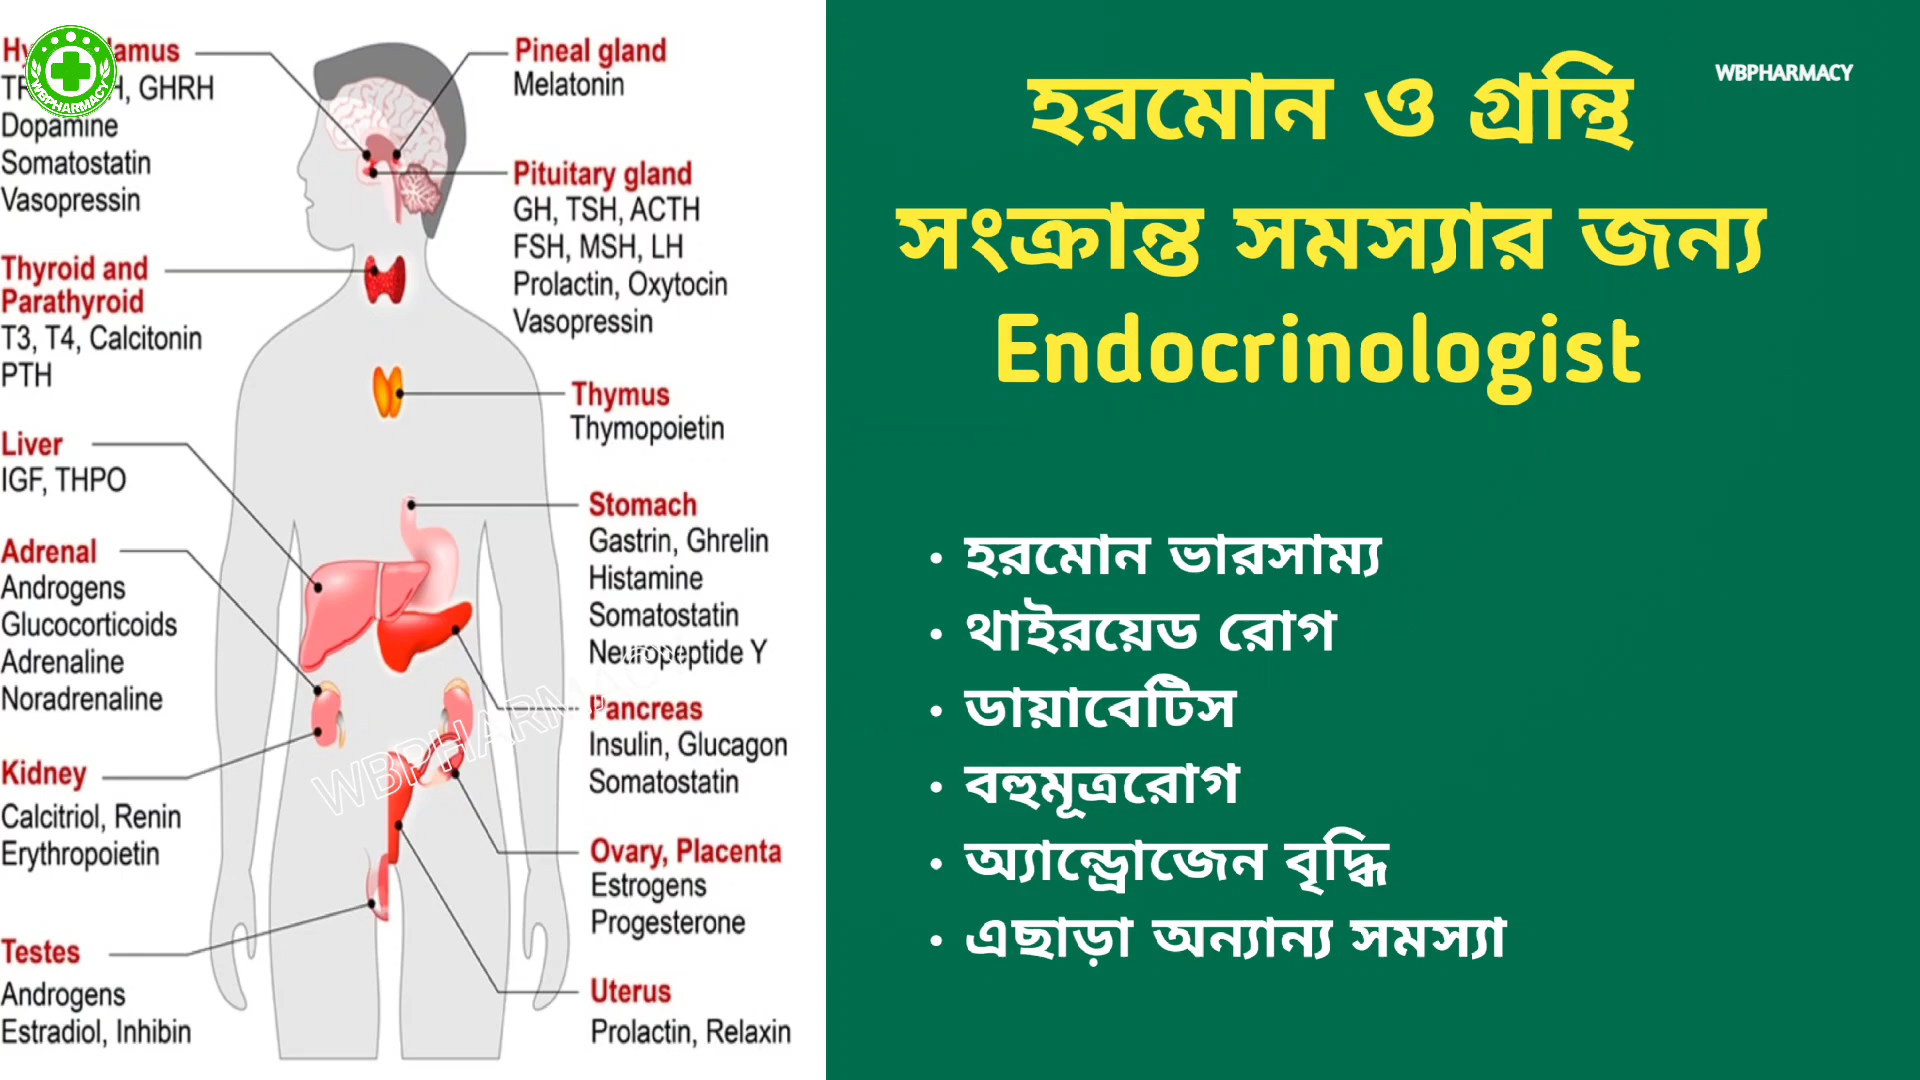 WBPHARMACY
GHRH
Dopamine
Somatostatin
Vasopressin
Thyroid and
Parathyroid
T3, T4, Calcitonin
PTH
Liver
IGF, THPO
Adrenal
Androgens
Glucocorticoids
Adrenaline
Noradrenaline
Kidney
Calcitriol, Renin
Erythropoietin
Testes
Androgens
Estradiol, Inhibin
Pineal gland
Melatonin
Pituitary gland
GH, TSH, ACTH
FSH, MSH, LH
Prolactin, Oxytocin
Vasopressin
Thymus
Thymopoietin
Stomach
Gastrin, Ghrelin
Histamine
Somatostatin
Neuropeptide Y
Pancreas
Insulin, Glucagon
Somatostatin
Ovary, Placenta
Estrogens
Progesterone
Uterus
Prolactin, Relaxin
WBPHARMACY
WBPHARMACY
হরমোন ও গ্রন্থি
সংক্রান্ত সমস্যার জন্য
Endocrinologist
• হরমোন ভারসাম্য
• থাইরয়েড রোগ
• ডায়াবেটিস
• বহুমূত্ররোগ
• অ্যান্ড্রোজেন বৃদ্ধি
• এছাড়া অন্যান্য সমস্যা